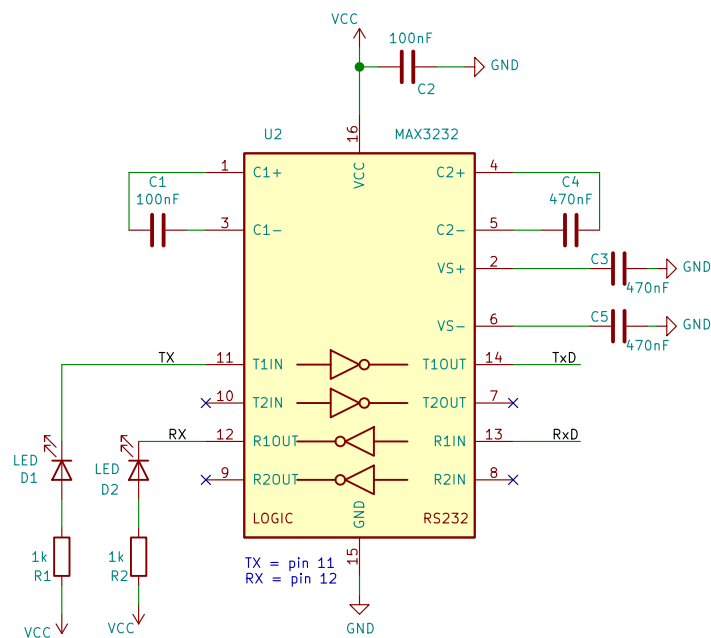 VCC
100nF
GND
C2
U2
16
MAX3232
1
C1+
VCC
C2+
4
C1
100nF
C4
470nF
3
C1-
C2-
5
VS+
2
C3
GND
470nF
VS-
6
C5
GND
470nF
TX
11
T1IN
T1OUT
14
TxD
10
T2IN
T2OUT
7
RX
12
R1OUT
R1IN
13
RxD
LED
D1
LED
D2
9
R2OUT
R2IN
8
LOGIC
GND
RS232
1k
R1
1k
R2
15
TX = pin 11
RX = pin 12
VCC
VCC
GND